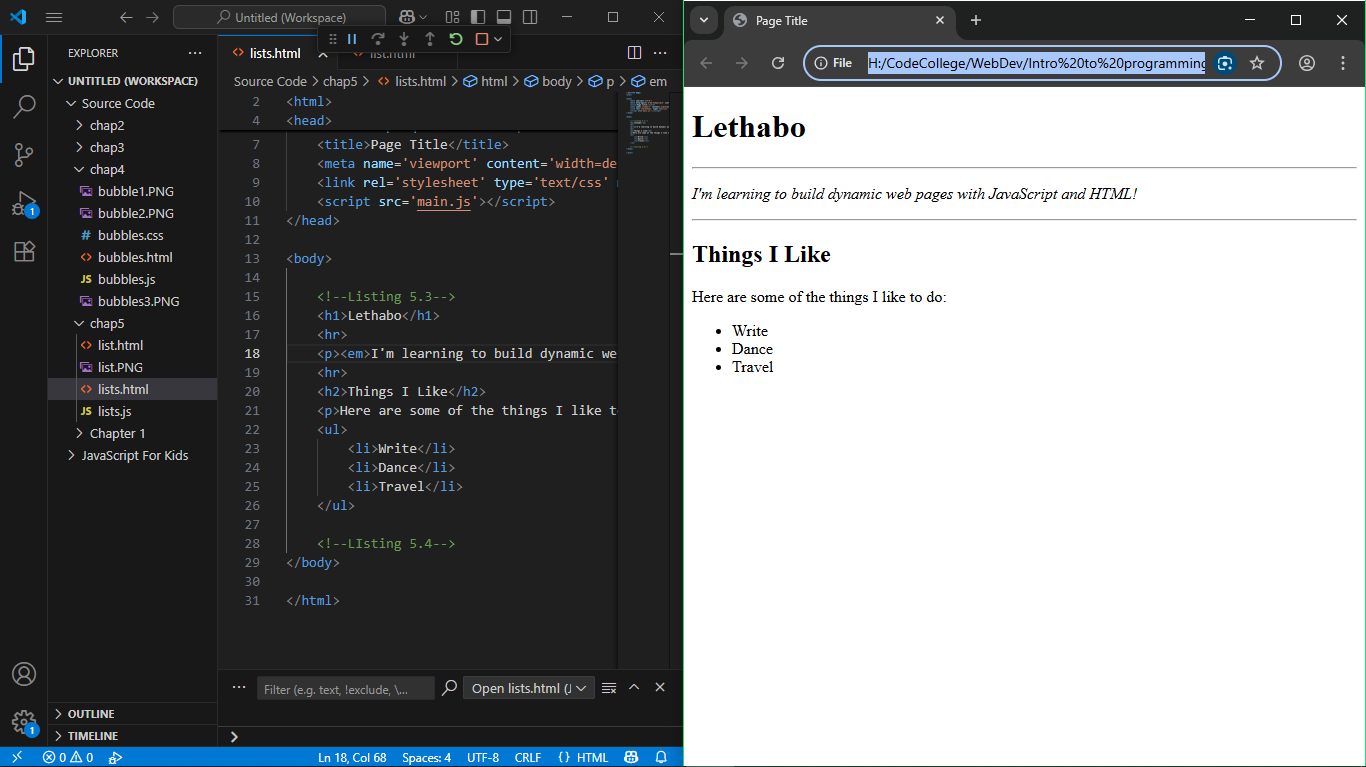 Untitled (Workspace)
EXPLORER
UNTITLED (WORKSPACE)
Source Code
chap2
chap3
chap4
bubble1.PNG
bubble2.PNG
# bubbles.css
<> bubbles.html
JS bubbles.js
bubbles3.PNG
chap5
<> list.html
list.PNG
<> lists.html
JS lists.js
Chapter 1
JavaScript For Kids
OUTLINE
TIMELINE
1
1
<> lists.html
list.html
Source Code > chap5 > <> lists.html > html > body > p > em
2 <html>
4 <head>
7 <title>Page Title</title>
8 <meta name='viewport' content='width=de
9 <link rel='stylesheet' type='text/css'
10 <script src='main.js'></script>
11 </head>
12
13 <body>
14
15 <!--Listing 5.3-->
16 <h1>Lethabo</h1>
17 <hr>
18 <p><em>I'm learning to build dynamic we
19 <hr>
20 <h2>Things I Like</h2>
21 <p>Here are some of the things I like t
22 <ul>
23 <li>Write</li>
24 <li>Dance</li>
25 <li>Travel</li>
26 </ul>
27
28 <!--LIsting 5.4-->
29 </body>
30
31 </html>
Filter (e.g. text, !exclude, \...
Open lists.html (J
0 0
Ln 18, Col 68 Spaces: 4 UTF-8 CRLF {} HTML
Page Title
File H:/CodeCollege/WebDev/Intro%20to%20programming
Lethabo
I'm learning to build dynamic web pages with JavaScript and HTML!
Things I Like
Here are some of the things I like to do:
• Write
• Dance
• Travel